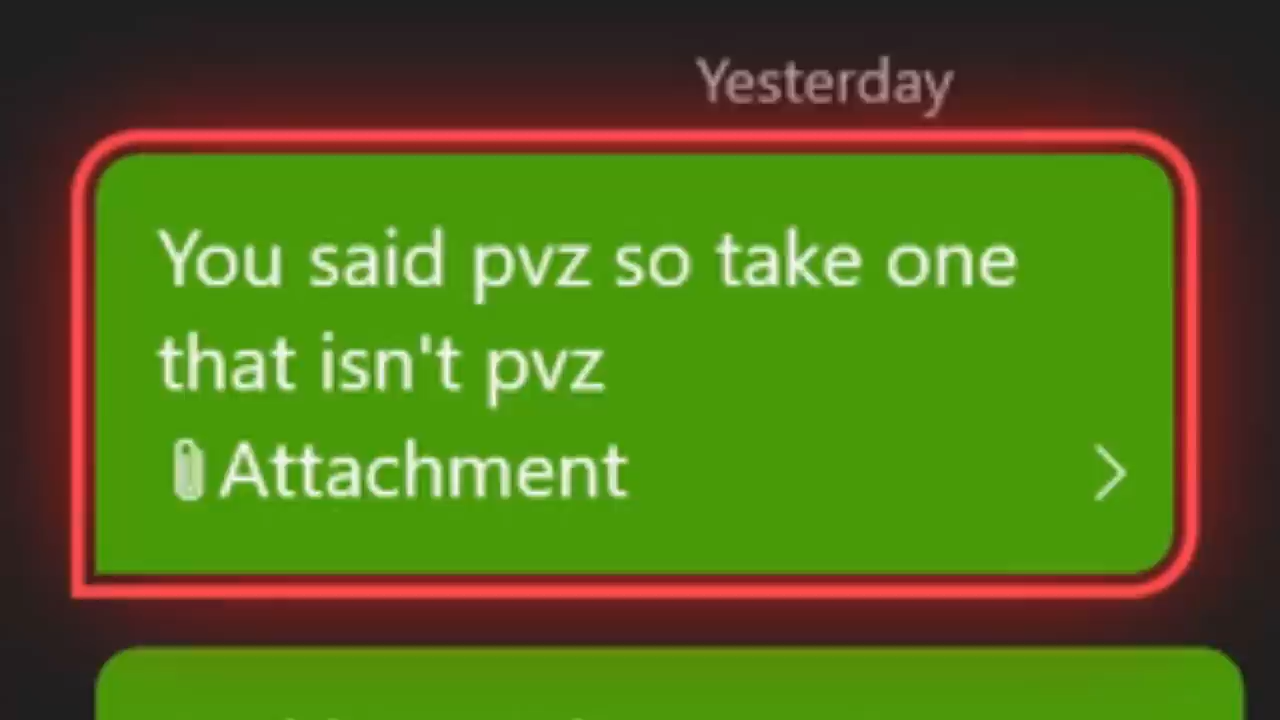 Yesterday
You said pvz so take one
that isn't pvz
Attachment